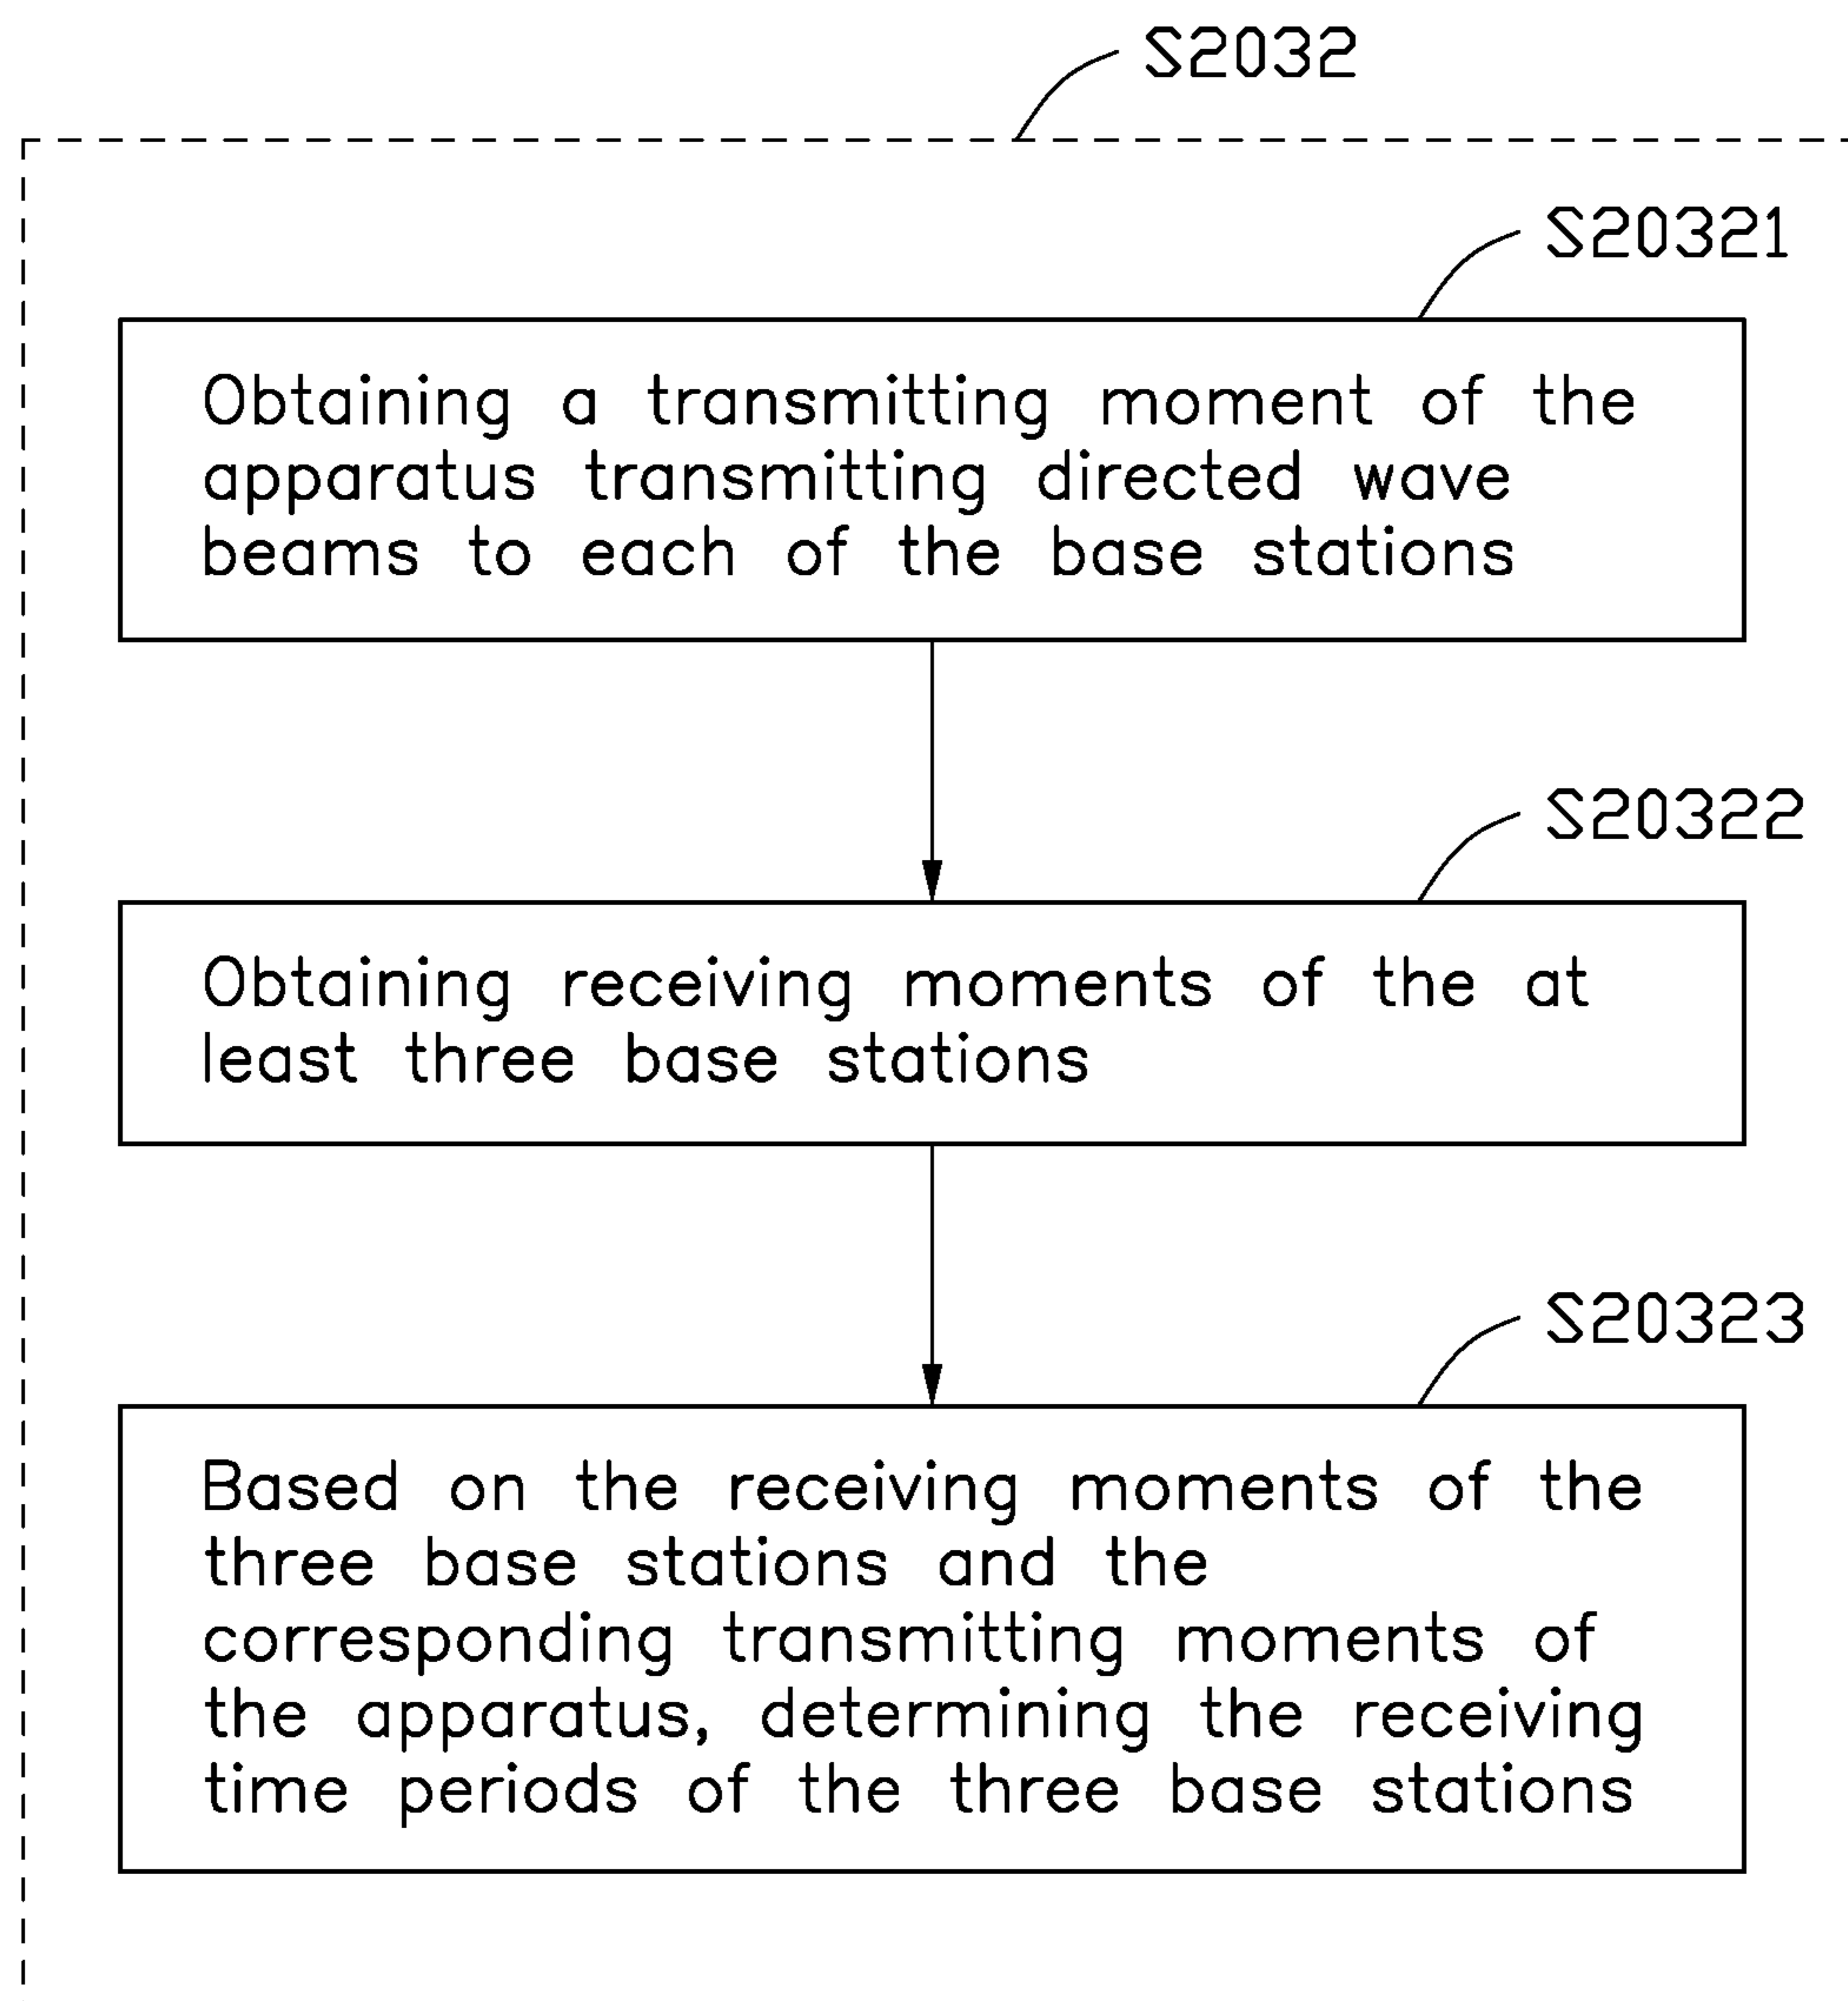 S2032
S20321
Obtaining a transmitting moment of the
apparatus transmitting directed wave
beams to each of the base stations
S20322
Obtaining receiving moments of the at
least three base stations
S20323
Based on the receiving moments of the
three base stations and the
corresponding transmitting moments of
the apparatus, determining the receiving
time periods of the three base stations